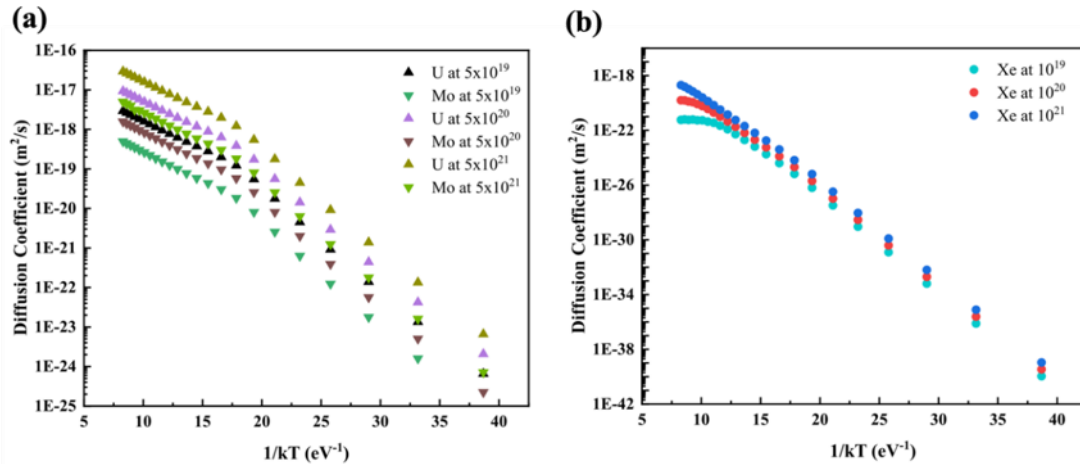 (a)
Diffusion Coefficient (m²/s)
1E-16
1E-17
1E-18
1E-19
1E-20
1E-21
1E-22
1E-23
1E-24
1E-25
U at 5x10¹⁹
Mo at 5x10¹⁹
U at 5x10²⁰
Mo at 5x10²⁰
U at 5x10²¹
Mo at 5x10²¹
5 10 15 20 25 30 35 40
1/kT (eV⁻¹)
(b)
Diffusion Coefficient (m²/s)
1E-18
1E-22
1E-26
1E-30
1E-34
1E-38
1E-42
Xe at 10¹⁹
Xe at 10²⁰
Xe at 10²¹
5 10 15 20 25 30 35 40
1/kT (eV⁻¹)